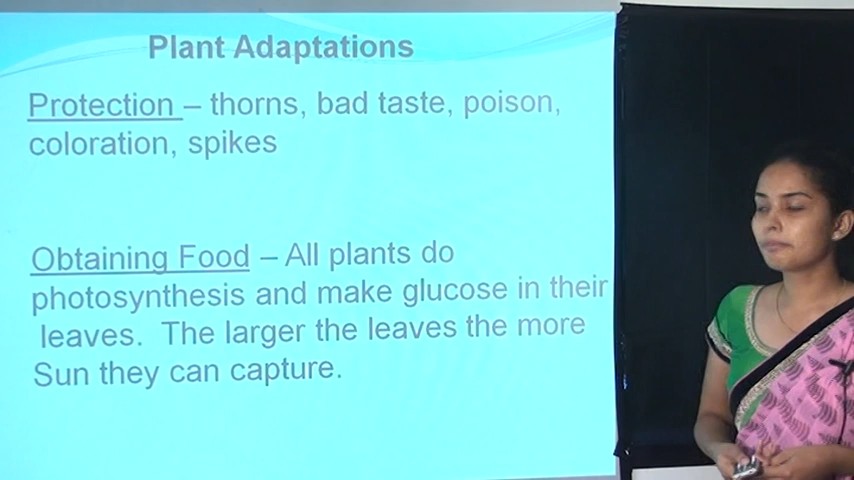 Plant Adaptations
Protection – thorns, bad taste, poison,
coloration, spikes
Obtaining Food – All plants do
photosynthesis and make glucose in their
leaves. The larger the leaves the more
Sun they can capture.